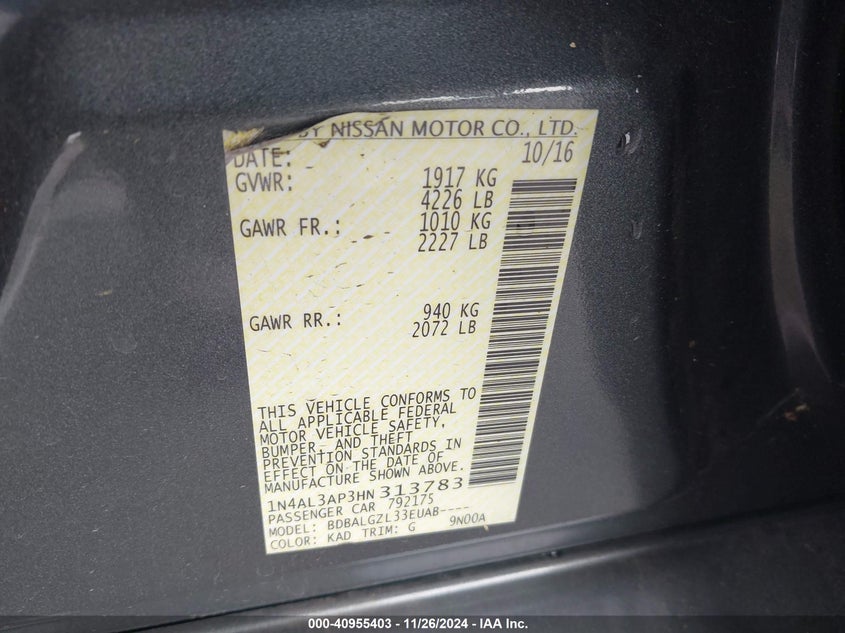 BY NISSAN MOTOR CO., LTD.
DATE: 10/16
GVWR: 1917 KG
4226 LB
GAWR FR.: 1010 KG
2227 LB
GAWR RR.: 940 KG
2072 LB
THIS VEHICLE CONFORMS TO
ALL APPLICABLE FEDERAL
MOTOR VEHICLE SAFETY,
BUMPER, AND THEFT
PREVENTION STANDARDS IN
EFFECT ON THE DATE OF
MANUFACTURE SHOWN ABOVE.
1N4AL3AP3HN313783
PASSENGER CAR 792175
MODEL: BDBALGZL33EUAB----
COLOR: KAD TRIM: G 9N00A
000-40955403 - 11/26/2024 - IAA Inc.